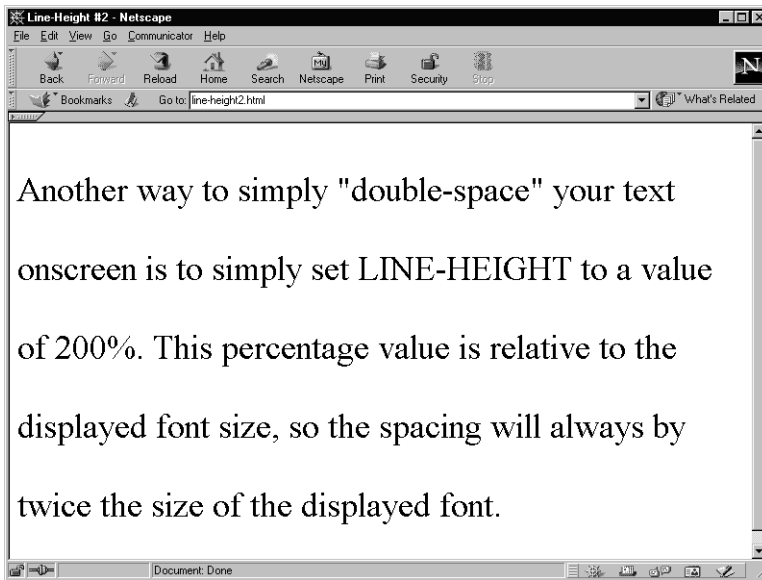 Line-Height #2 - Netscape
File Edit View Go Communicator Help
Back Forward Reload Home Search Netscape Print Security Stop
My
N
Bookmarks Go to: line-height2.html What's Related
Another way to simply "double-space" your text
onscreen is to simply set LINE-HEIGHT to a value
of 200%. This percentage value is relative to the
displayed font size, so the spacing will always by
twice the size of the displayed font.
Document: Done